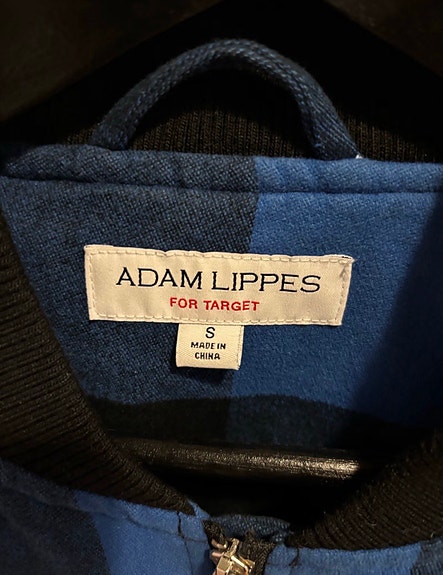 ADAM LIPPES
FOR TARGET
S
MADE IN
CHINA